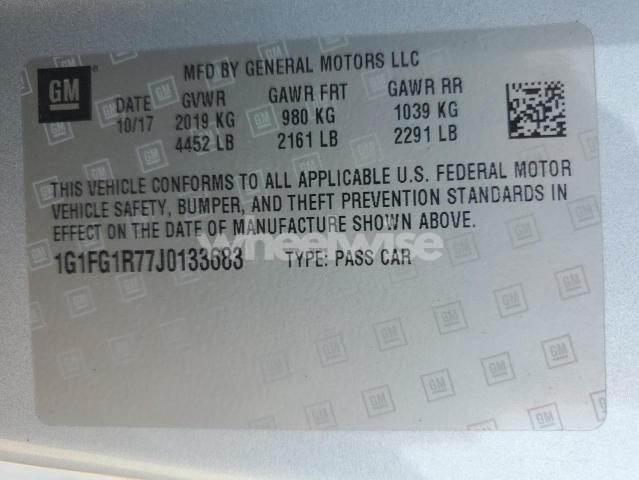 GM
MFD BY GENERAL MOTORS LLC
DATE GVWR GAWR FRT GAWR RR
10/17 2019 KG 980 KG 1039 KG
4452 LB 2161 LB 2291 LB
THIS VEHICLE CONFORMS TO ALL APPLICABLE U.S. FEDERAL MOTOR
VEHICLE SAFETY, BUMPER, AND THEFT PREVENTION STANDARDS IN
EFFECT ON THE DATE OF MANUFACTURE SHOWN ABOVE.
wheelwise
1G1FG1R77J0133683 TYPE: PASS CAR